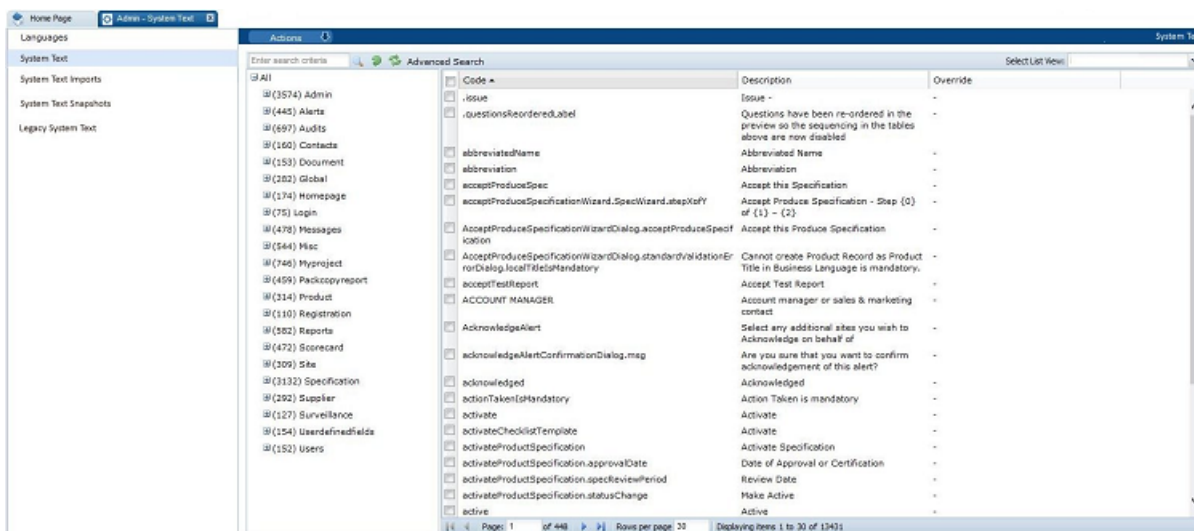 Home Page
Admin - System Text
Languages
System Text
System Text Imports
System Text Snapshots
Legacy System Text
Actions
System Te
Enter search criteria
Advanced Search
Select List View:
All
(3574) Admin
(445) Alerts
(697) Audits
(160) Contacts
(153) Document
(282) Global
(174) Homepage
(75) Login
(478) Messages
(544) Misc
(746) Myproject
(459) Packcopyreport
(314) Product
(110) Registration
(582) Reports
(472) Scorecard
(309) Site
(3132) Specification
(292) Supplier
(127) Surveillance
(154) Userdefinedfields
(152) Users
Code Description Override
.issue Issue - -
.questionsReorderedLabel Questions have been re-ordered in the -
preview so the sequencing in the tables
above are now disabled
abbreviatedName Abbreviated Name -
abbreviation Abbreviation -
acceptProduceSpec Accept this Specification -
acceptProduceSpecificationWizard.SpecWizard.stepXofY Accept Produce Specification - Step {0} -
of {1} - {2}
AcceptProduceSpecificationWizardDialog.acceptProduceSpecif Accept this Produce Specification -
ication
AcceptProduceSpecificationWizardDialog.standardValidationEr Cannot create Product Record as Product -
rorDialog.localTitleIsMandatory Title in Business Language is mandatory.
acceptTestReport Accept Test Report -
ACCOUNT MANAGER Account manager or sales & marketing -
contact
AcknowledgeAlert Select any additional sites you wish to -
Acknowledge on behalf of
acknowledgeAlertConfirmationDialog.msg Are you sure that you want to confirm -
acknowledgement of this alert?
acknowledged Acknowledged -
actionTakenIsMandatory Action Taken is mandatory -
activate Activate -
activateChecklistTemplate Activate -
activateProductSpecification Activate Specification -
activateProductSpecification.approvalDate Date of Approval or Certification -
activateProductSpecification.specReviewPeriod Review Date -
activateProductSpecification.statusChange Make Active -
active Active -
Page: 1 of 448 Rows per page 30 Displaying items 1 to 30 of 13431